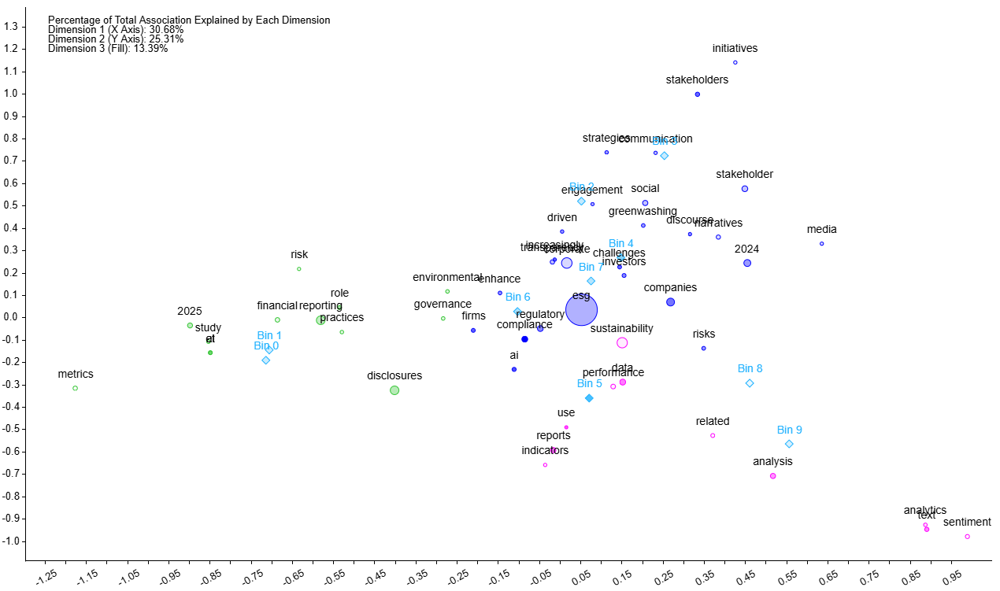 Percentage of Total Association Explained by Each Dimension
Dimension 1 (X Axis): 30.68%
Dimension 2 (Y Axis): 25.31%
Dimension 3 (Fill): 13.39%
1.3
1.2
1.1
1.0
0.9
0.8
0.7
0.6
0.5
0.4
0.3
0.2
0.1
0.0
-0.1
-0.2
-0.3
-0.4
-0.5
-0.6
-0.7
-0.8
-0.9
-1.0
initiatives
stakeholders
strategies
communication
Bin 3
stakeholder
Bin 2
engagement
social
greenwashing
driven
discourse
narratives
media
increasingly
transparency
corporate
Bin 4
challenges
2024
risk
investors
Bin 7
environmental
enhance
companies
role
Bin 6
esg
financial
reporting
governance
2025
practices
firms
regulatory
compliance
study
et
al
Bin 1
Bin 0
sustainability
risks
ai
metrics
disclosures
data
performance
Bin 8
Bin 5
use
related
reports
Bin 9
indicators
analysis
analytics
text
sentiment
-1.25
-1.15
-1.05
-0.95
-0.85
-0.75
-0.65
-0.55
-0.45
-0.35
-0.25
-0.15
-0.05
0.05
0.15
0.25
0.35
0.45
0.55
0.65
0.75
0.85
0.95